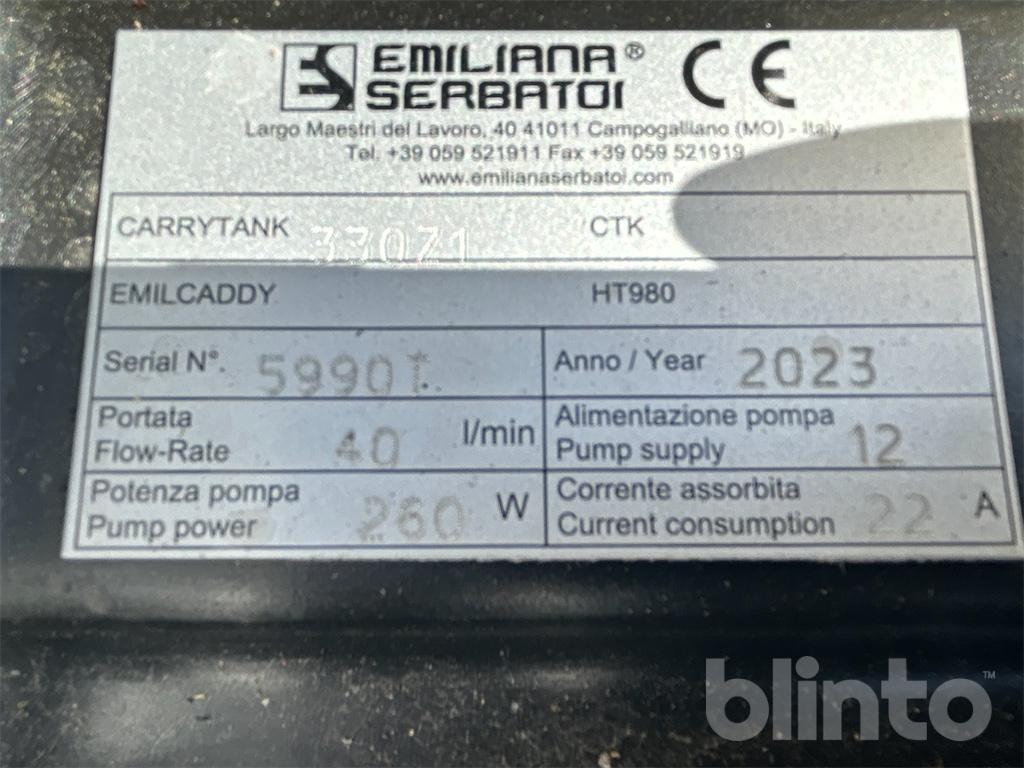 EMILIANA®
SERBATOI
CE
Largo Maestri del Lavoro, 40 41011 Campogalliano (MO) - Italy
Tel. +39 059 521911 Fax +39 059 521919
www.emilianaserbatoi.com
CARRYTANK 330Z1 CTK
EMILCADDY HT980
Serial N°. 5990T Anno / Year 2023
Portata
Flow-Rate 40 l/min
Alimentazione pompa
Pump supply 12
Potenza pompa
Pump power 260 W
Corrente assorbita
Current consumption 22 A
blinto™